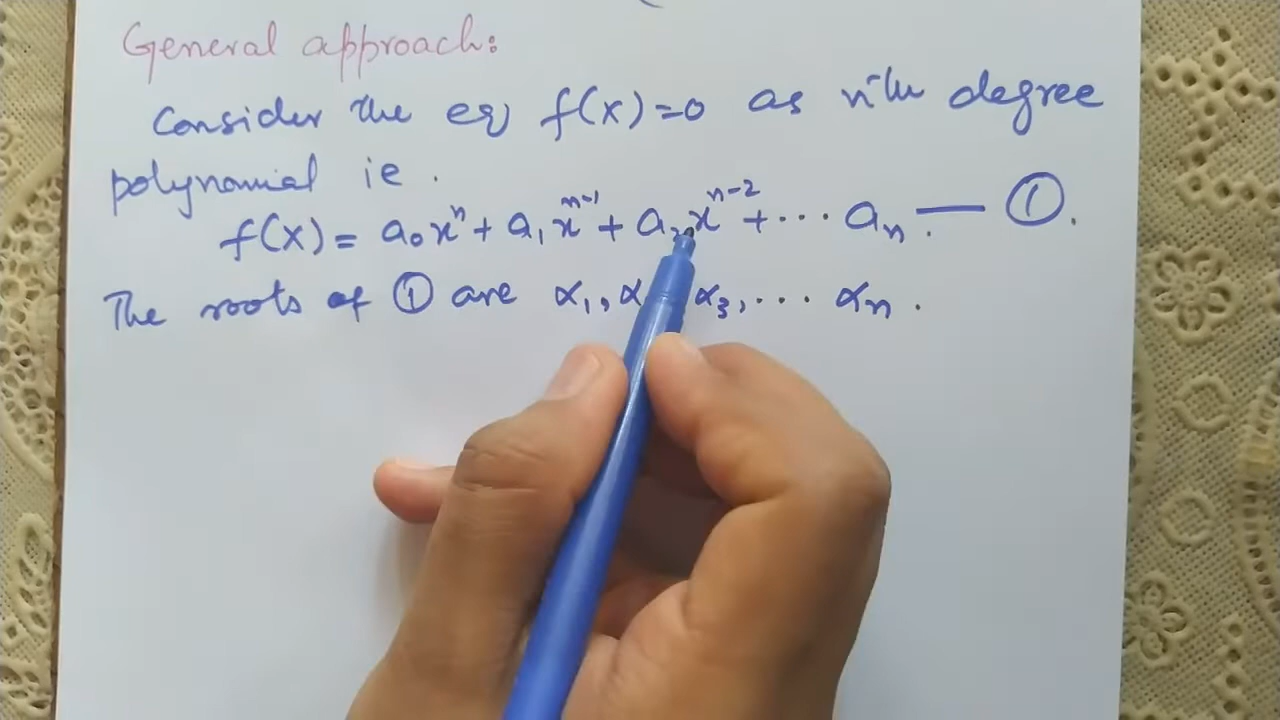 General approach:
Consider the eq f(x)=0 as nth degree
polynomial ie.
f(x) = a₀xⁿ + a₁xⁿ⁻¹ + a₂xⁿ⁻² + ... aₙ. — ①.
The roots of ① are α₁, α α₃, ... αₙ.